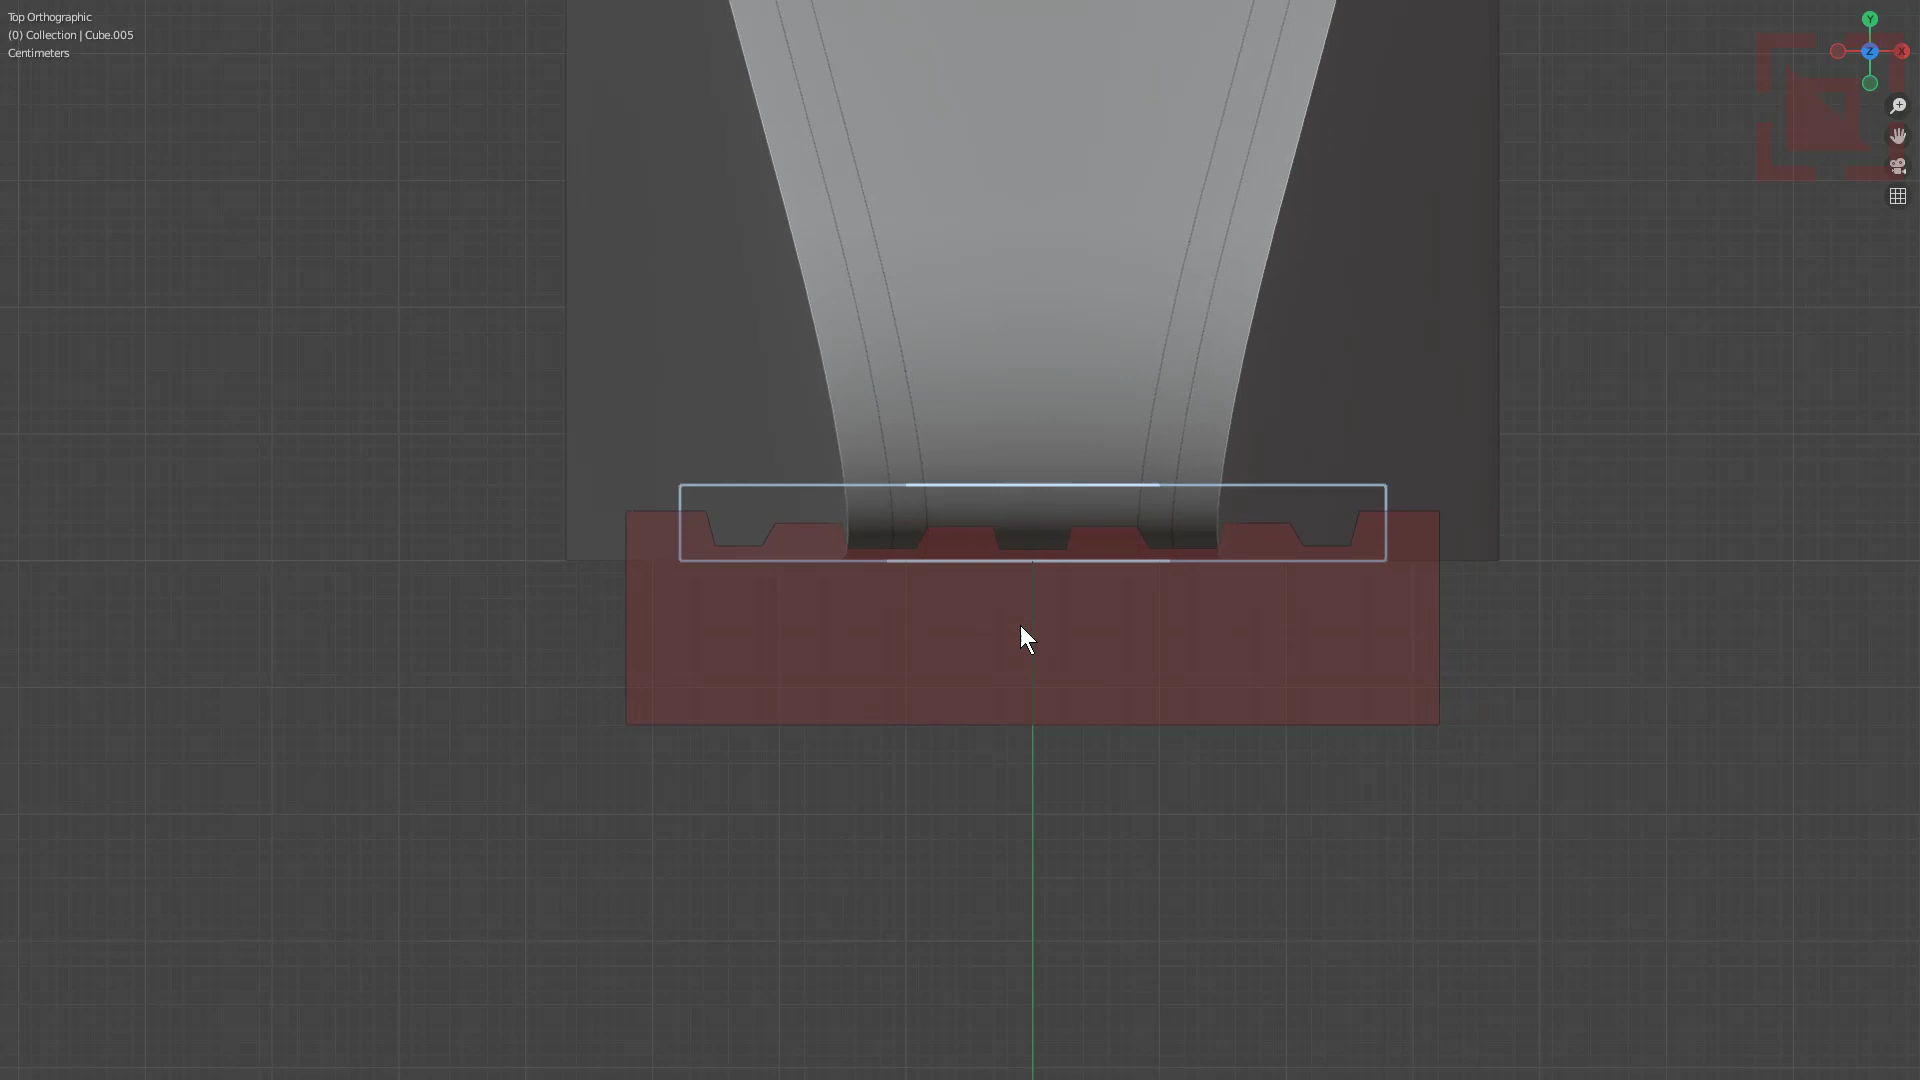 Top Orthographic
(0) Collection | Cube.005
Centimeters
Y
Z
X